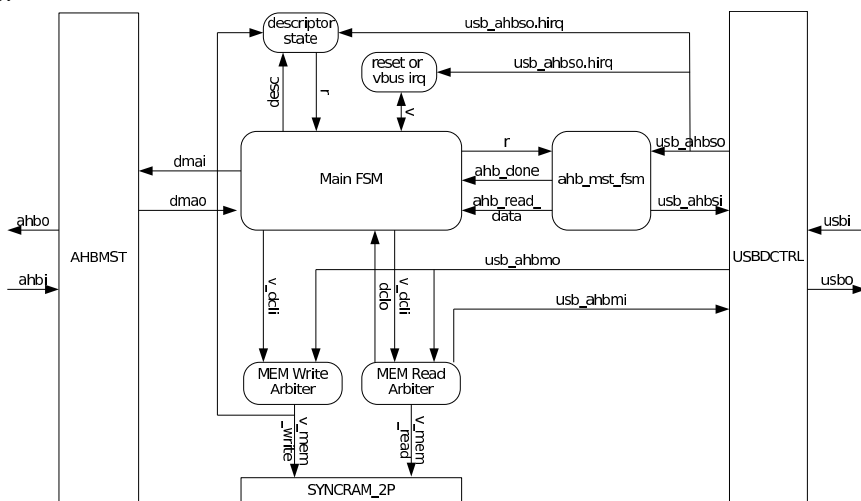 descriptor
state
usb_ahbso.hirq
reset or
vbus irq
usb_ahbso.hirq
desc
r
v
dmai
Main FSM
r
ahb_done
ahb_mst_fsm
usb_ahbso
dmao
ahb_read_
data
usb_ahbsi
ahbo
AHBMST
usbi
USBDCTRL
ahbi
usbo
v_dcli
dclo
v_dcli
usb_ahbmo
usb_ahbmi
MEM Write
Arbiter
MEM Read
Arbiter
v_mem
_write
v_mem
_read
SYNCRAM_2P